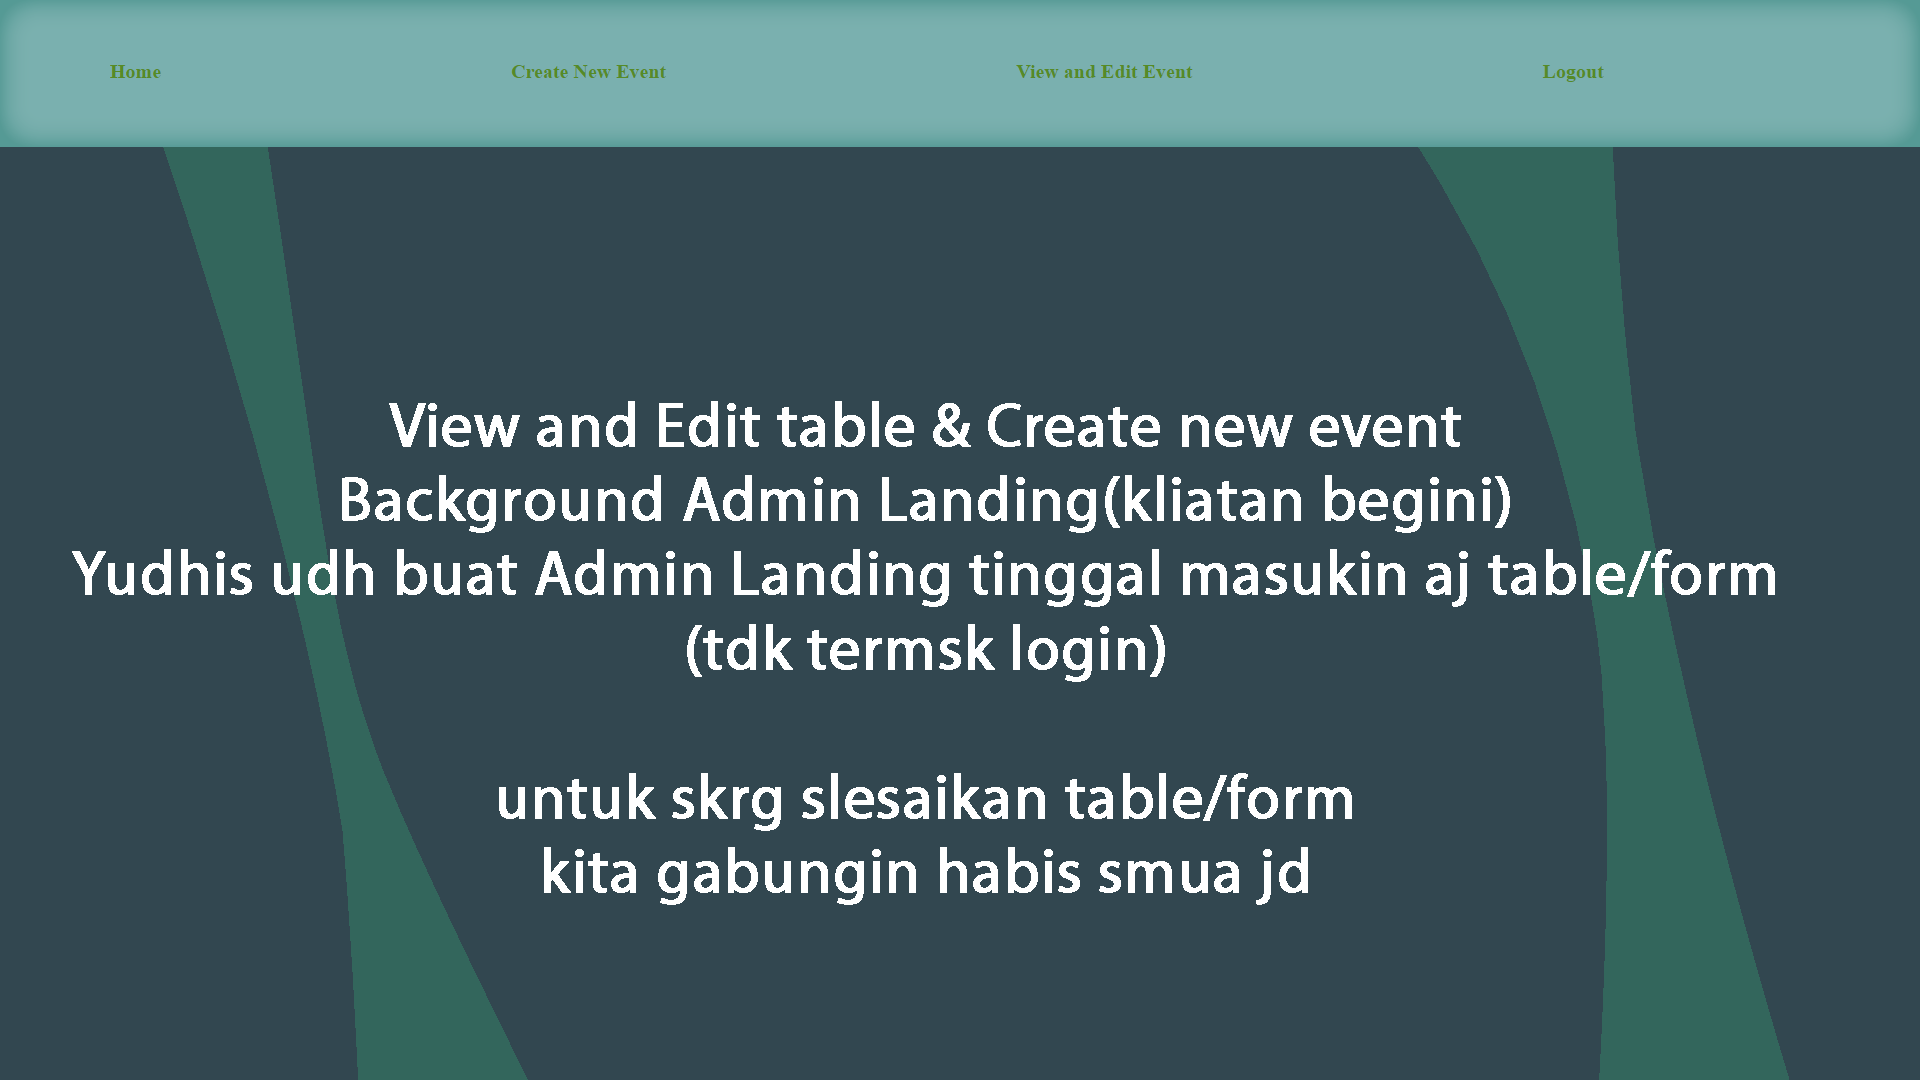 Home Create New Event View and Edit Event Logout
View and Edit table & Create new event
Background Admin Landing(kliatan begini)
Yudhis udh buat Admin Landing tinggal masukin aj table/form
(tdk termsk login)
untuk skrg slesaikan table/form
kita gabungin habis smua jd